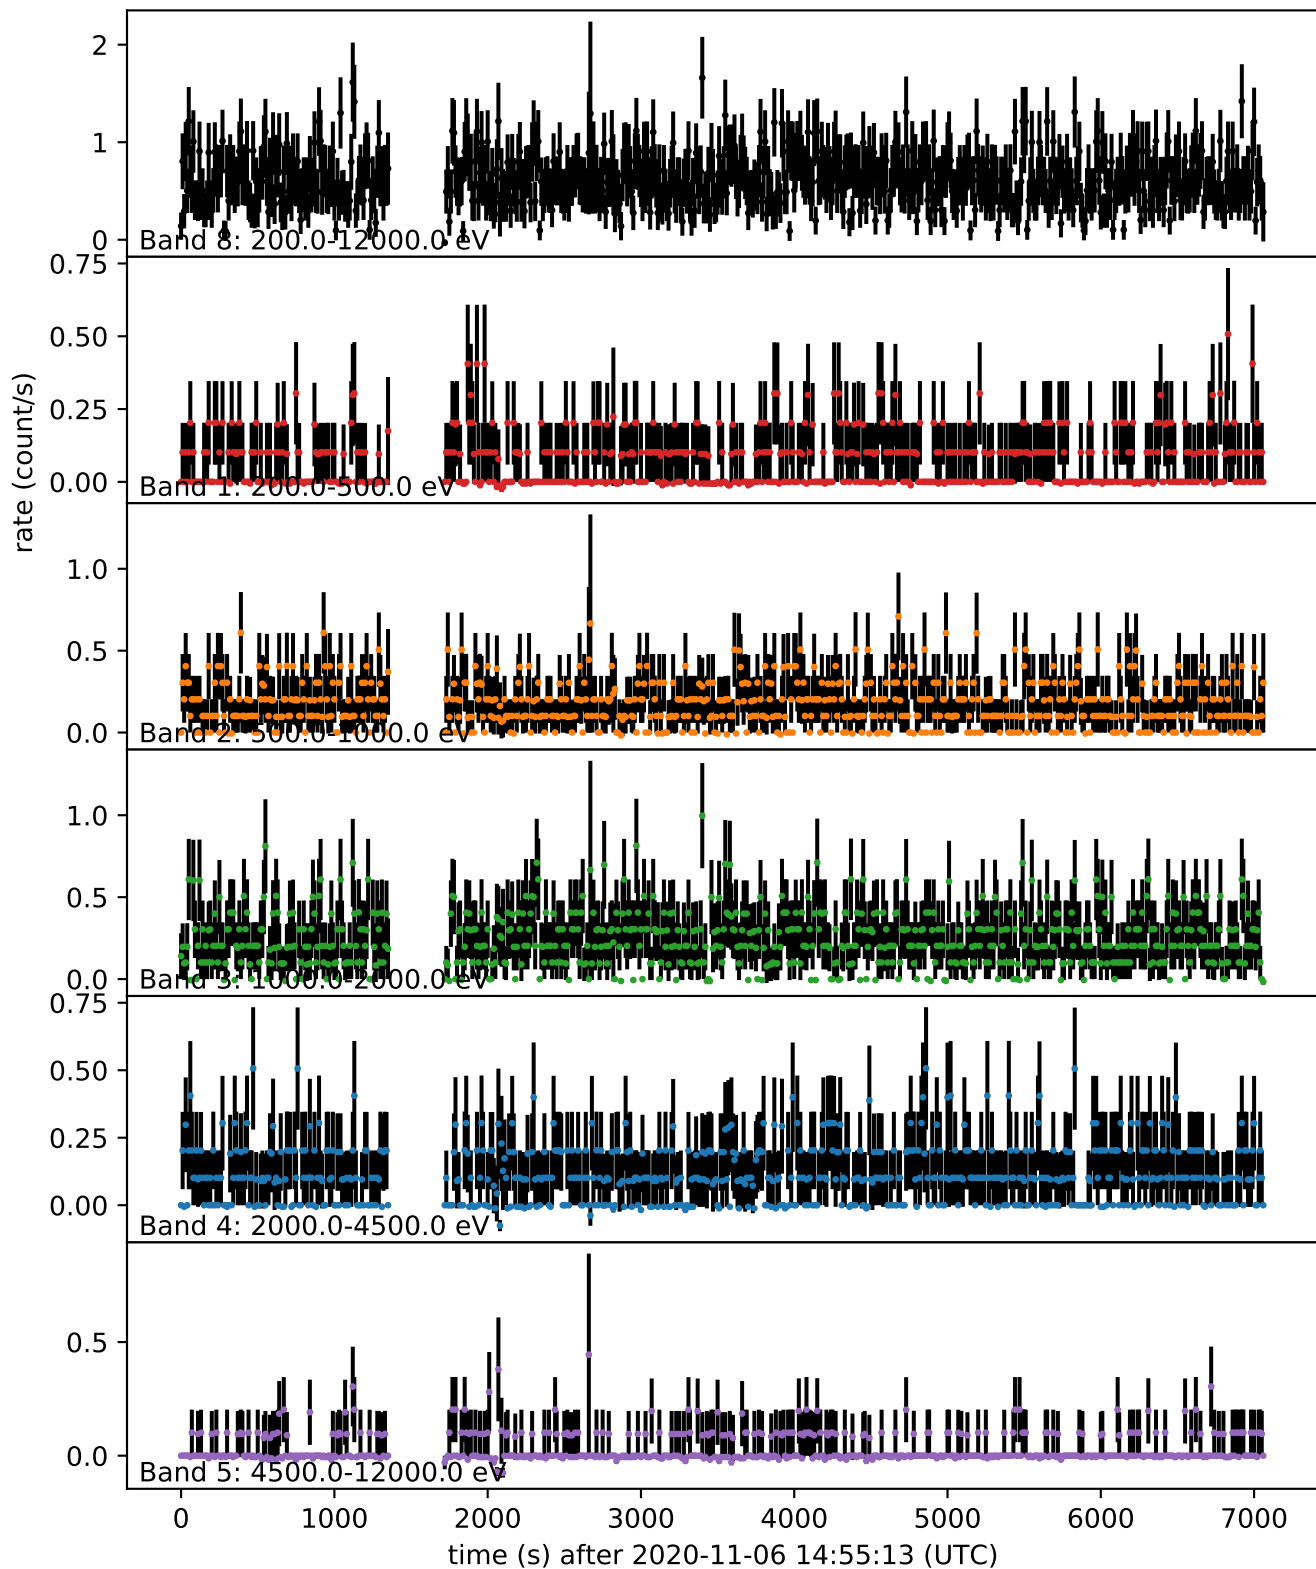 2
1
0
Band 8: 200.0-12000.0 eV
0.75
0.50
0.25
0.00
Band 1: 200.0-500.0 eV
rate (count/s)
1.0
0.5
0.0
Band 2: 500.0-1000.0 eV
1.0
0.5
0.0
Band 3: 1000.0-2000.0 eV
0.75
0.50
0.25
0.00
Band 4: 2000.0-4500.0 eV
0.5
0.0
Band 5: 4500.0-12000.0 eV
0 1000 2000 3000 4000 5000 6000 7000
time (s) after 2020-11-06 14:55:13 (UTC)